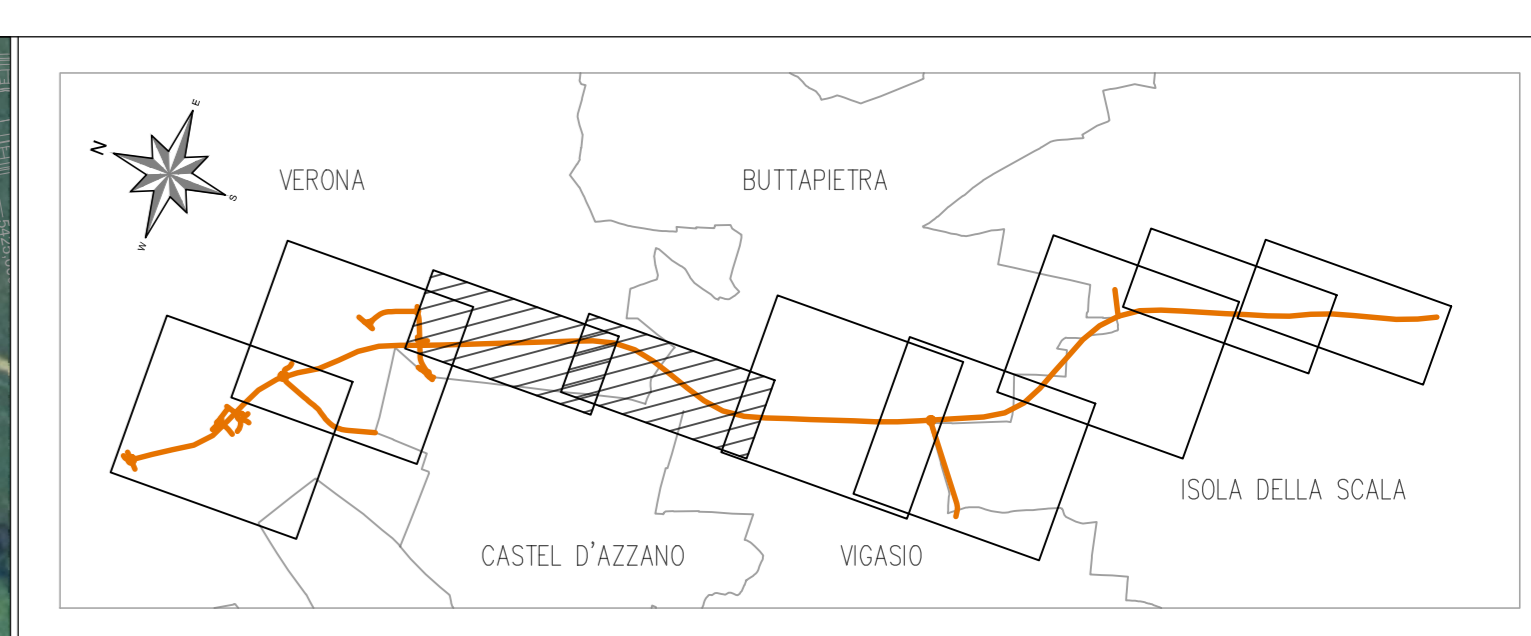 E
N
S
W
VERONA
BUTTAPIETRA
ISOLA DELLA SCALA
CASTEL D'AZZANO
VIGASIO